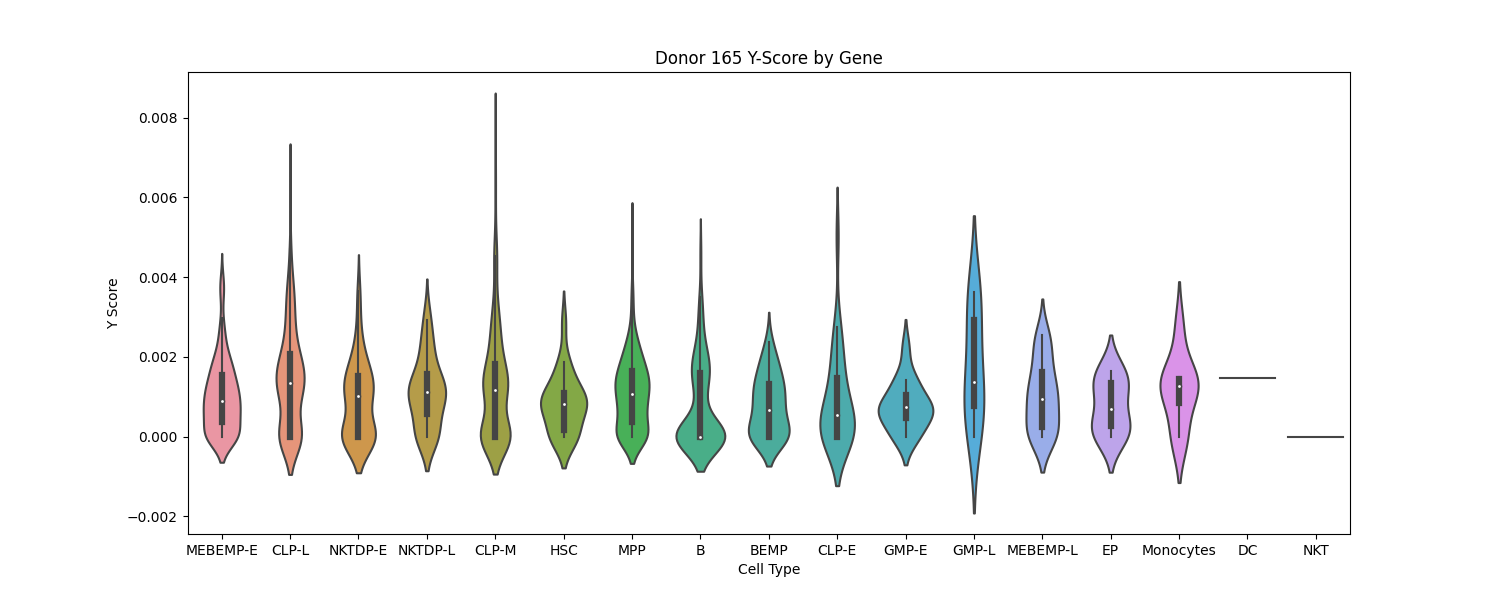 Donor 165 Y-Score by Gene
0.008
0.006
0.004
0.002
0.000
−0.002
Y Score
MEBEMP-E CLP-L NKTDP-E NKTDP-L CLP-M HSC MPP B BEMP CLP-E GMP-E GMP-L MEBEMP-L EP Monocytes DC NKT
Cell Type